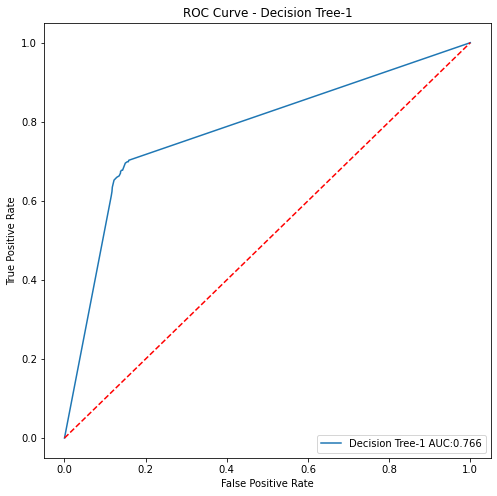 ROC Curve - Decision Tree-1
True Positive Rate
1.0
0.8
0.6
0.4
0.2
0.0
Decision Tree-1 AUC:0.766
0.0 0.2 0.4 0.6 0.8 1.0
False Positive Rate